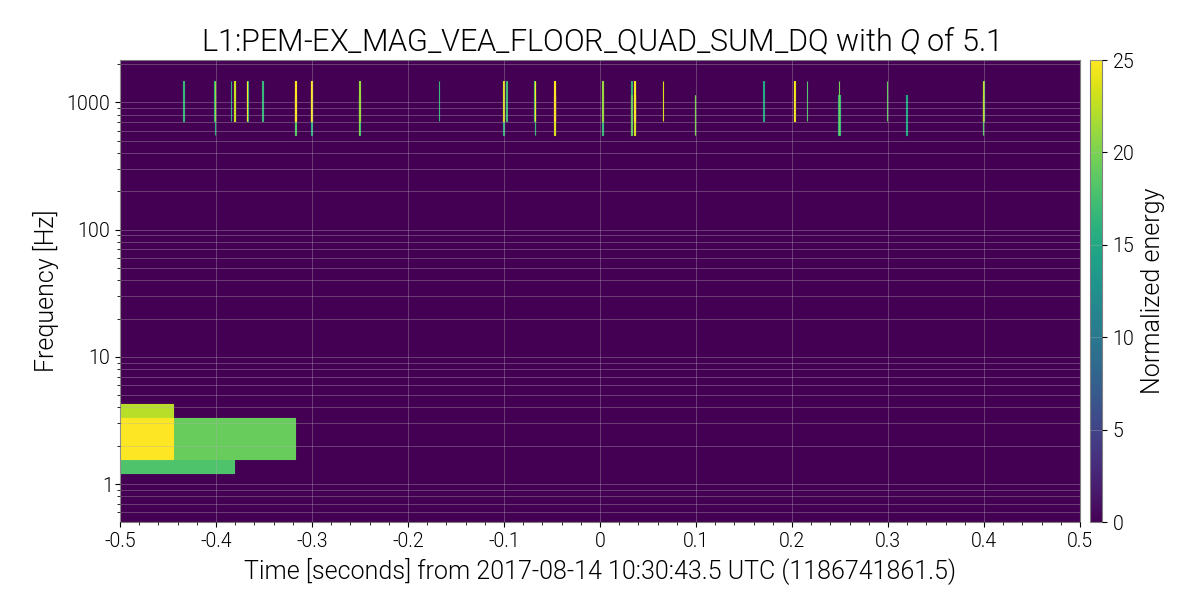 L1:PEM-EX_MAG_VEA_FLOOR_QUAD_SUM_DQ with Q of 5.1
Frequency [Hz]
1000
100
10
1
-0.5 -0.4 -0.3 -0.2 -0.1 0 0.1 0.2 0.3 0.4 0.5
Time [seconds] from 2017-08-14 10:30:43.5 UTC (1186741861.5)
25
20
15
10
5
0
Normalized energy